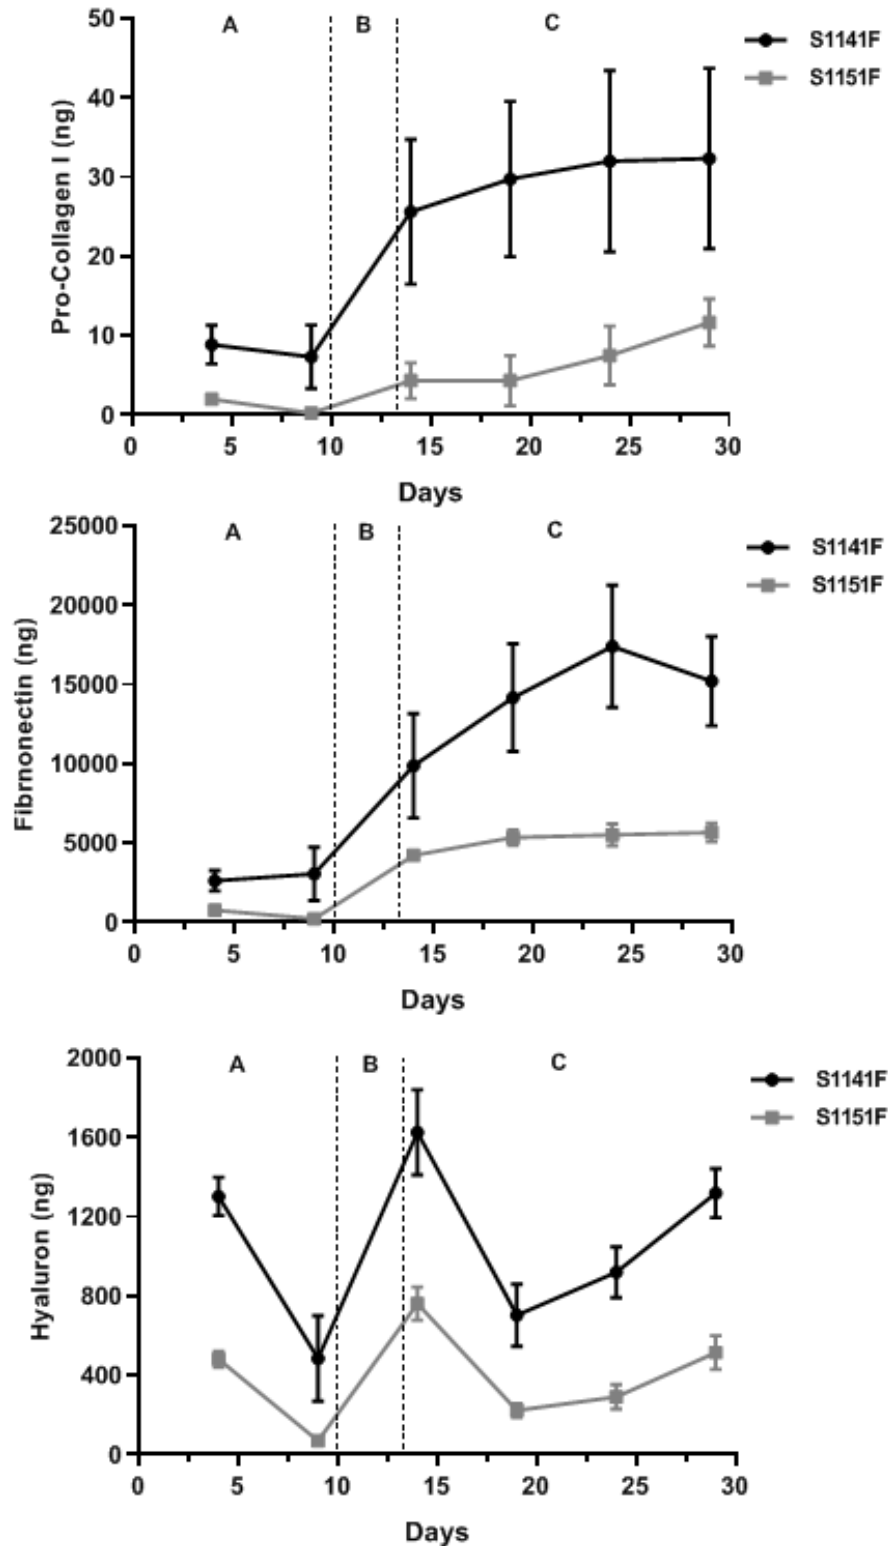 A B C
S1141F
S1151F
Pro-Collagen I (ng)
50
40
30
20
10
0
0 5 10 15 20 25 30
Days
A B C
S1141F
S1151F
Fibrnonectin (ng)
25000
20000
15000
10000
5000
0
0 5 10 15 20 25 30
Days
A B C
S1141F
S1151F
Hyaluron (ng)
2000
1600
1200
800
400
0
0 5 10 15 20 25 30
Days